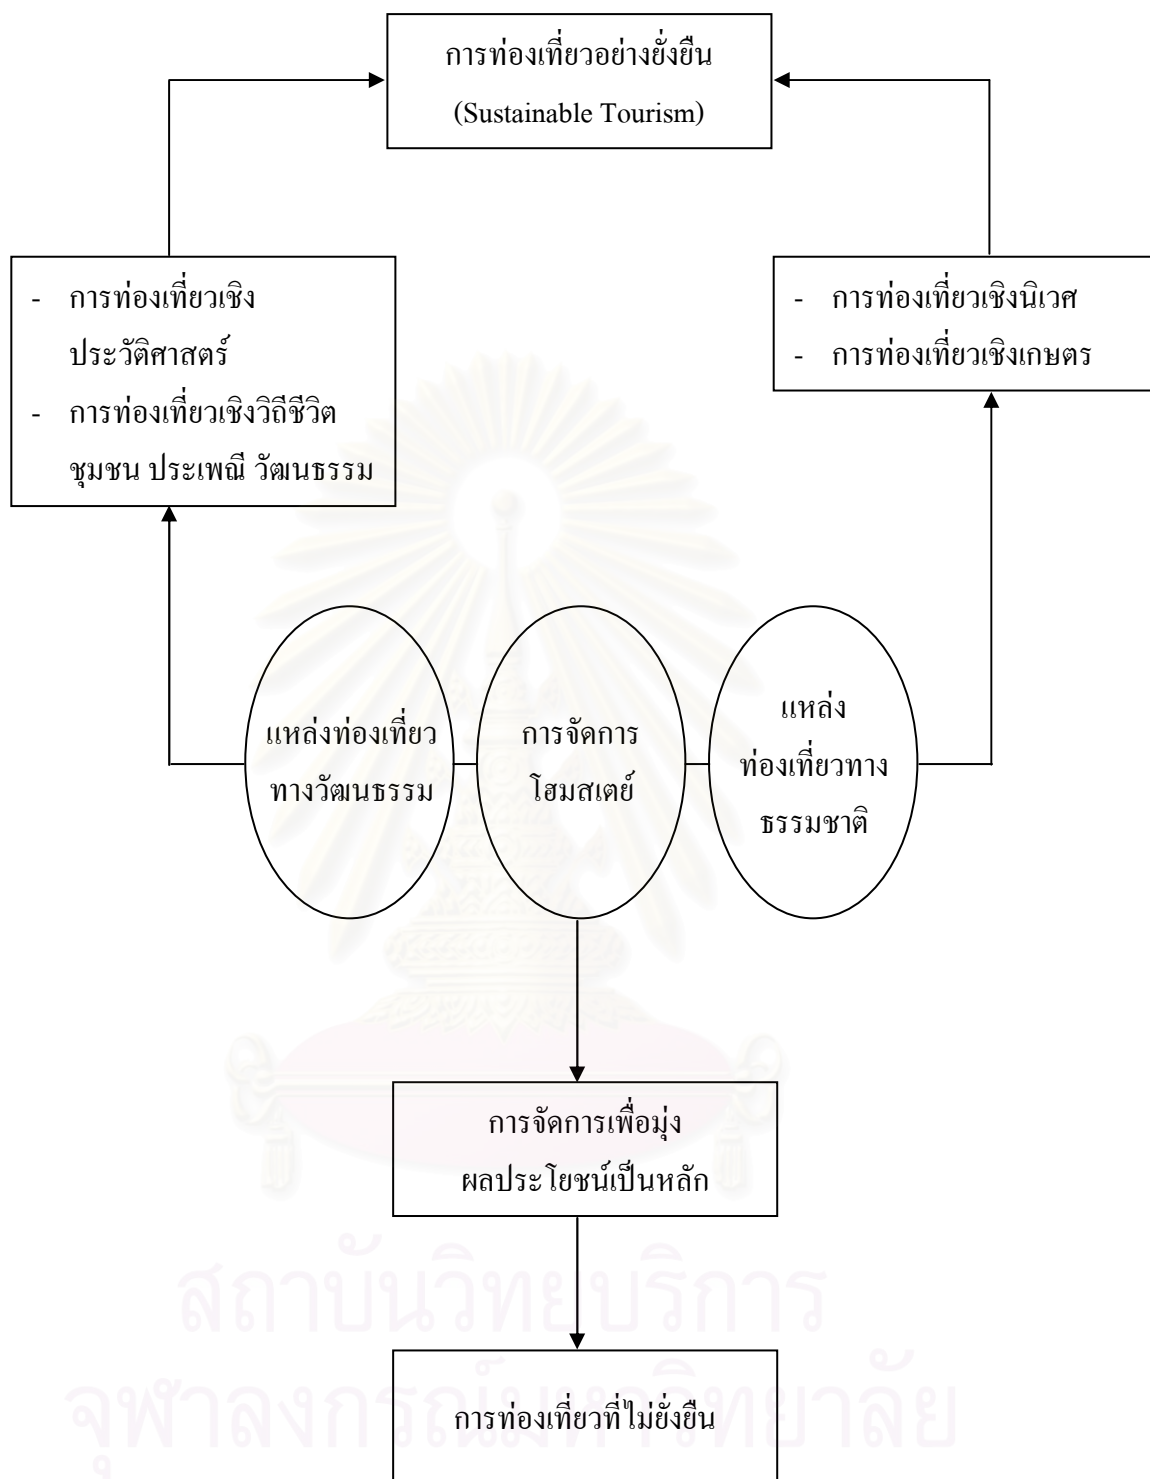 การท่องเที่ยวอย่างยั่งยืน
(Sustainable Tourism)
- การท่องเที่ยวเชิง
ประวัติศาสตร์
- การท่องเที่ยวเชิงวิถีชีวิต
ชุมชน ประเพณี วัฒนธรรม
- การท่องเที่ยวเชิงนิเวศ
- การท่องเที่ยวเชิงเกษตร
แหล่งท่องเที่ยว
ทางวัฒนธรรม
การจัดการ
โฮมสเตย์
แหล่ง
ท่องเที่ยวทาง
ธรรมชาติ
การจัดการเพื่อมุ่ง
ผลประโยชน์เป็นหลัก
สถาบันวิทยบริการ
การท่องเที่ยวที่ไม่ยั่งยืน
จุฬาลงกรณ์มหาวิทยาลัย